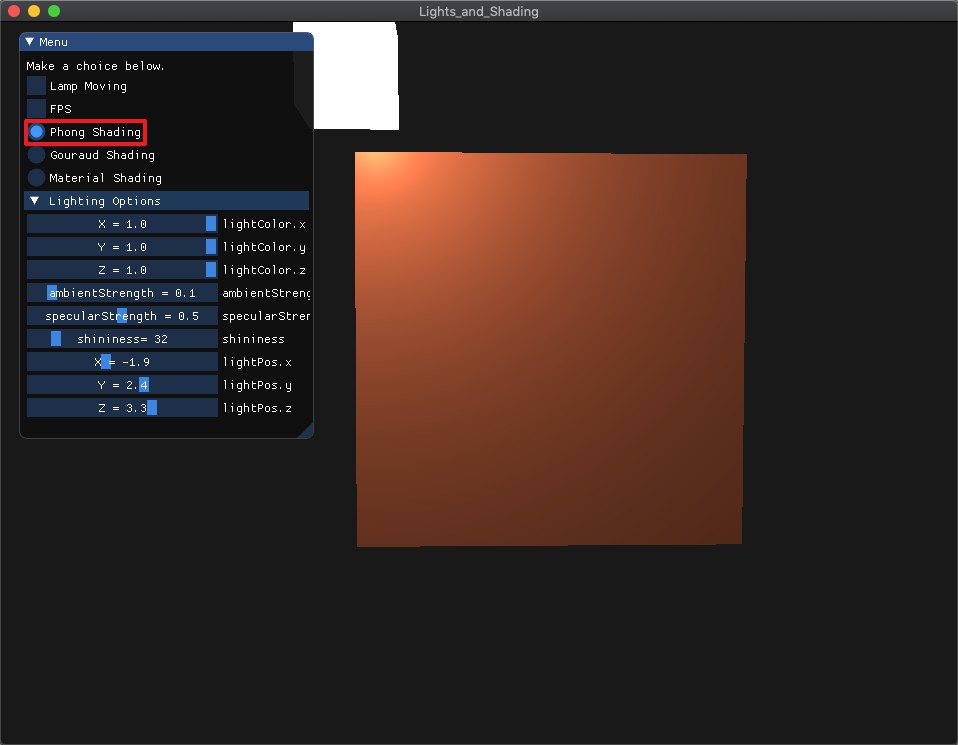 Lights_and_Shading
Menu
Make a choice below.
Lamp Moving
FPS
Phong Shading
Gouraud Shading
Material Shading
Lighting Options
X = 1.0 lightColor.x
Y = 1.0 lightColor.y
Z = 1.0 lightColor.z
ambientStrength = 0.1 ambientStreng
specularStrength = 0.5 specularStren
shininess= 32 shininess
X = -1.9 lightPos.x
Y = 2.4 lightPos.y
Z = 3.3 lightPos.z